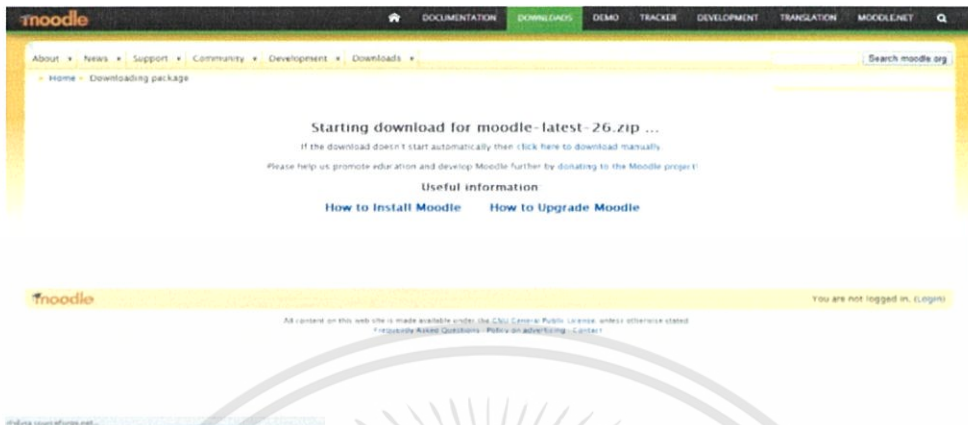 moodle DOCUMENTATION DOWNLOADS DEMO TRACKER DEVELOPMENT TRANSLATION MOODLE.NET
About News Support Community Development Downloads Search moodle.org
Home Downloading package
Starting download for moodle-latest-26.zip ...
If the download doesn't start automatically then click here to download manually.
Please help us promote education and develop Moodle further by donating to the Moodle project!
Useful information
How to Install Moodle How to Upgrade Moodle
moodle You are not logged in. (Login)
All content on this web site is made available under the GNU General Public License, unless otherwise stated.
Frequently Asked Questions - Policy on advertising - Contact